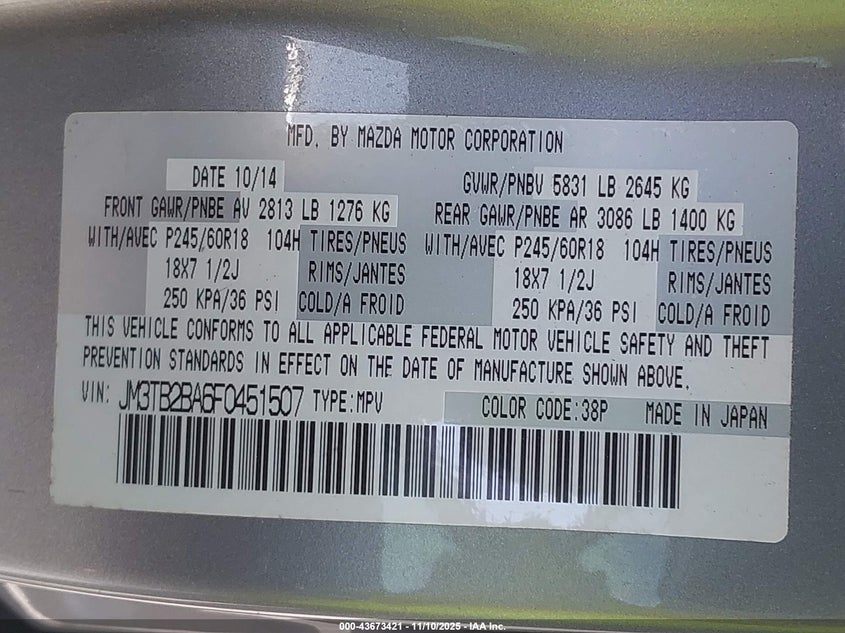 MFD. BY MAZDA MOTOR CORPORATION
DATE 10/14 GVWR/PNBV 5831 LB 2645 KG
FRONT GAWR/PNBE AV 2813 LB 1276 KG REAR GAWR/PNBE AR 3086 LB 1400 KG
WITH/AVEC P245/60R18 104H TIRES/PNEUS WITH/AVEC P245/60R18 104H TIRES/PNEUS
18X7 1/2J RIMS/JANTES 18X7 1/2J RIMS/JANTES
250 KPA/36 PSI COLD/A FROID 250 KPA/36 PSI COLD/A FROID
THIS VEHICLE CONFORMS TO ALL APPLICABLE FEDERAL MOTOR VEHICLE SAFETY AND THEFT
PREVENTION STANDARDS IN EFFECT ON THE DATE OF MANUFACTURE SHOWN ABOVE.
VIN: JM3TB2BA6F0451507 TYPE:MPV COLOR CODE:38P MADE IN JAPAN
000-43673421 - 11/10/2025 - IAA Inc.